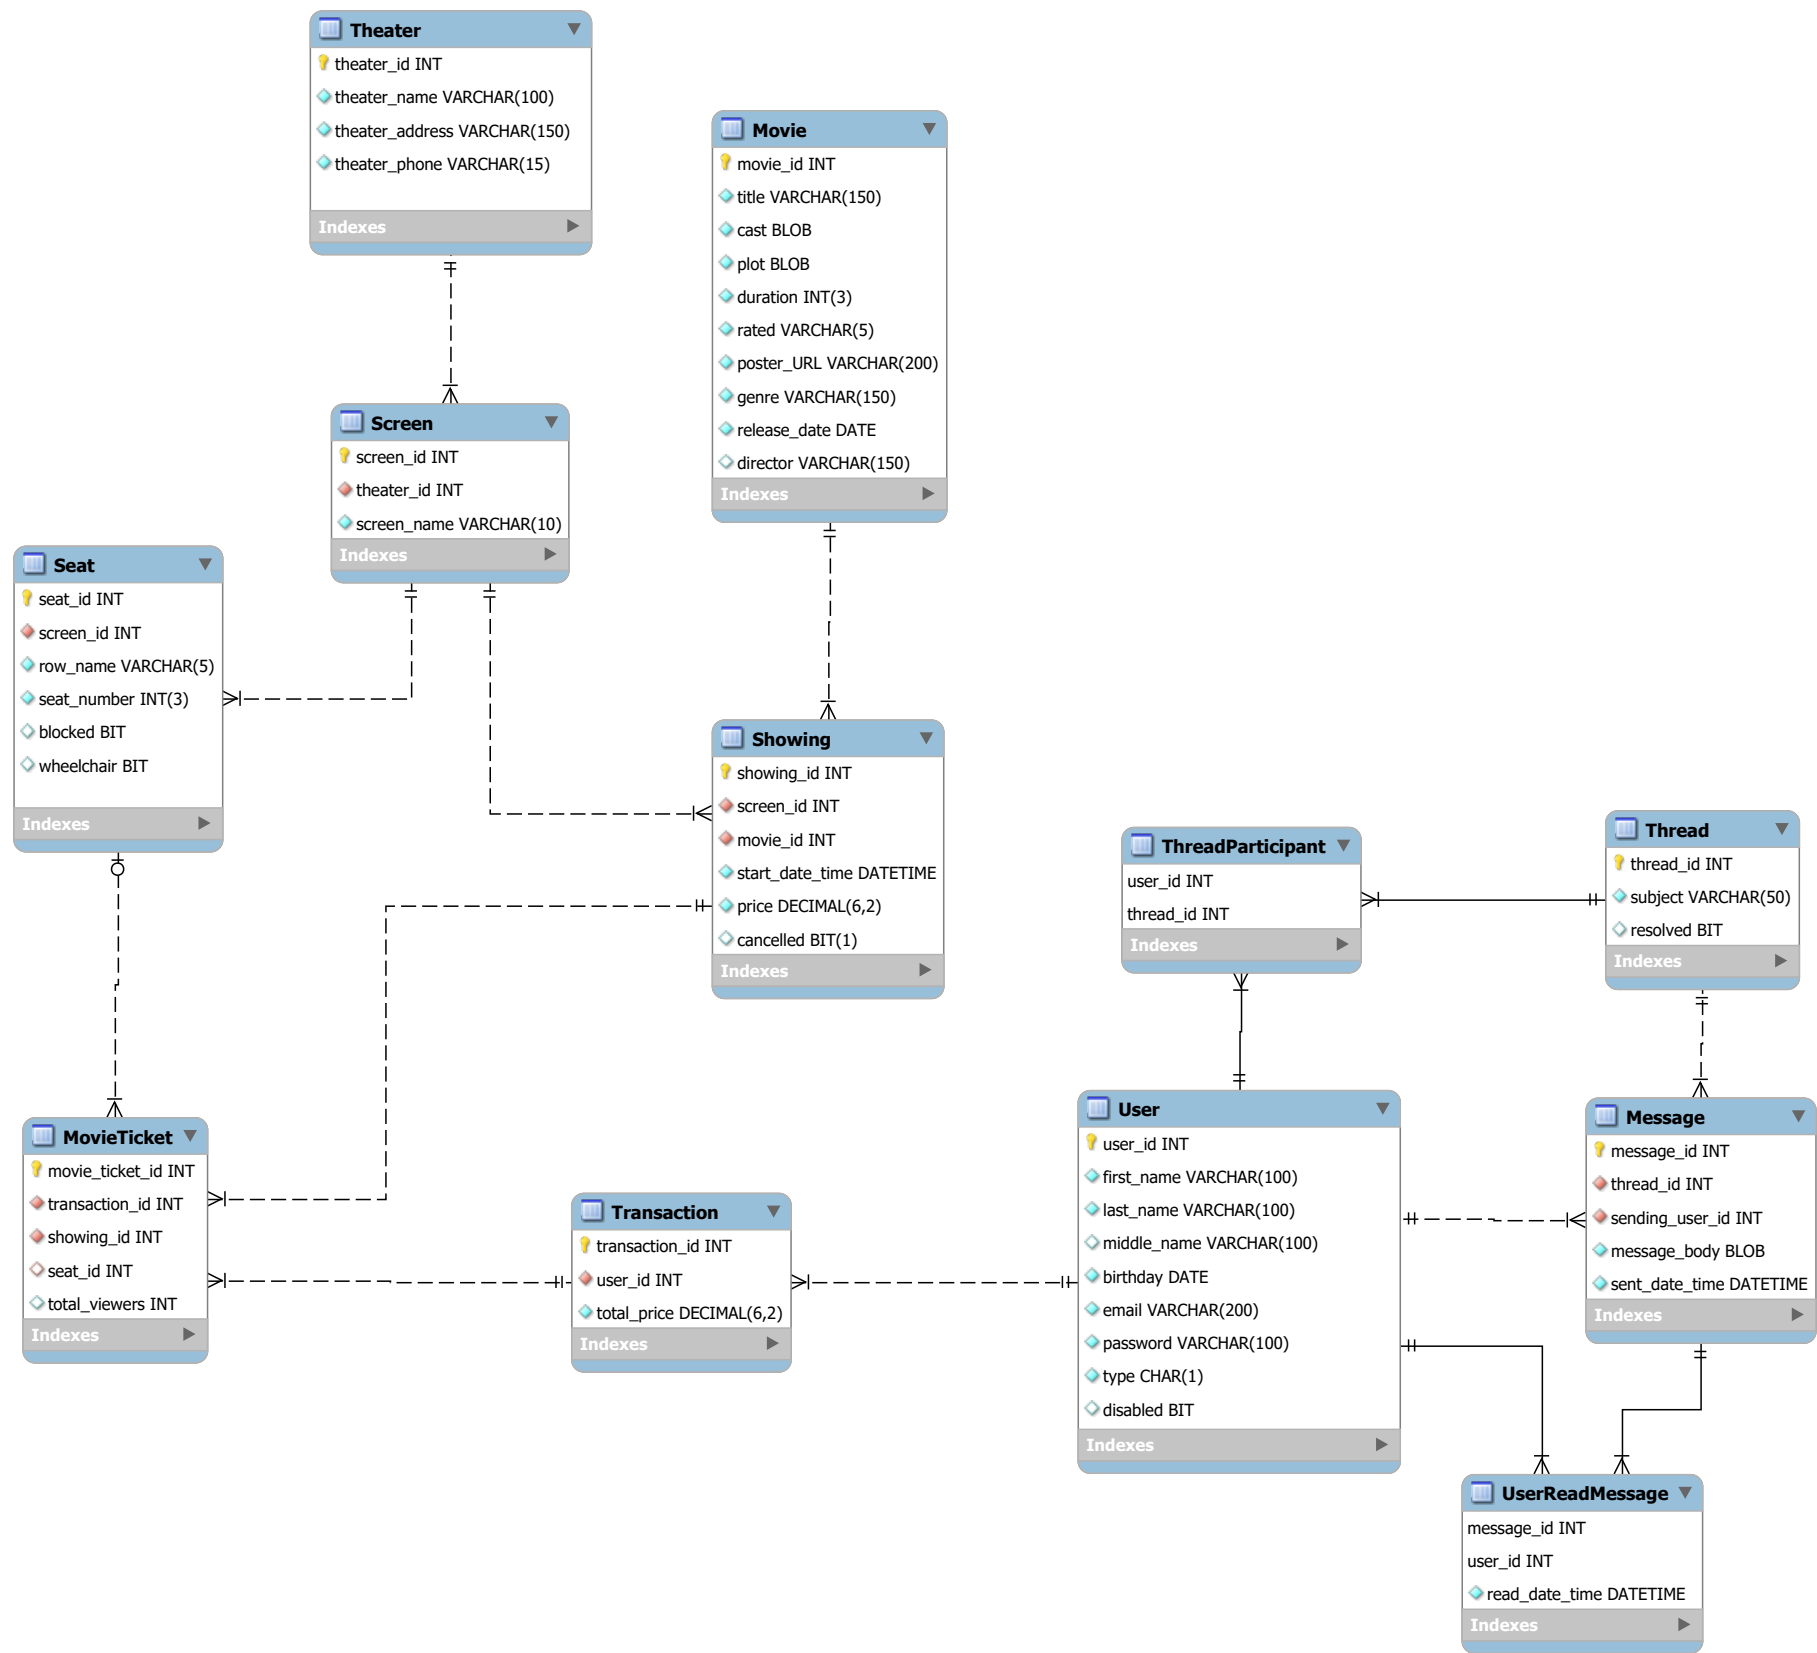 Theater
theater_id INT
theater_name VARCHAR(100)
theater_address VARCHAR(150)
theater_phone VARCHAR(15)
Indexes
Movie
movie_id INT
title VARCHAR(150)
cast BLOB
plot BLOB
duration INT(3)
rated VARCHAR(5)
poster_URL VARCHAR(200)
genre VARCHAR(150)
release_date DATE
director VARCHAR(150)
Indexes
Screen
screen_id INT
theater_id INT
screen_name VARCHAR(10)
Indexes
Seat
seat_id INT
screen_id INT
row_name VARCHAR(5)
seat_number INT(3)
blocked BIT
wheelchair BIT
Indexes
Showing
showing_id INT
screen_id INT
movie_id INT
start_date_time DATETIME
price DECIMAL(6,2)
cancelled BIT(1)
Indexes
ThreadParticipant
user_id INT
thread_id INT
Indexes
Thread
thread_id INT
subject VARCHAR(50)
resolved BIT
Indexes
MovieTicket
movie_ticket_id INT
transaction_id INT
showing_id INT
seat_id INT
total_viewers INT
Indexes
Transaction
transaction_id INT
user_id INT
total_price DECIMAL(6,2)
Indexes
User
user_id INT
first_name VARCHAR(100)
last_name VARCHAR(100)
middle_name VARCHAR(100)
birthday DATE
email VARCHAR(200)
password VARCHAR(100)
type CHAR(1)
disabled BIT
Indexes
Message
message_id INT
thread_id INT
sending_user_id INT
message_body BLOB
sent_date_time DATETIME
Indexes
UserReadMessage
message_id INT
user_id INT
read_date_time DATETIME
Indexes